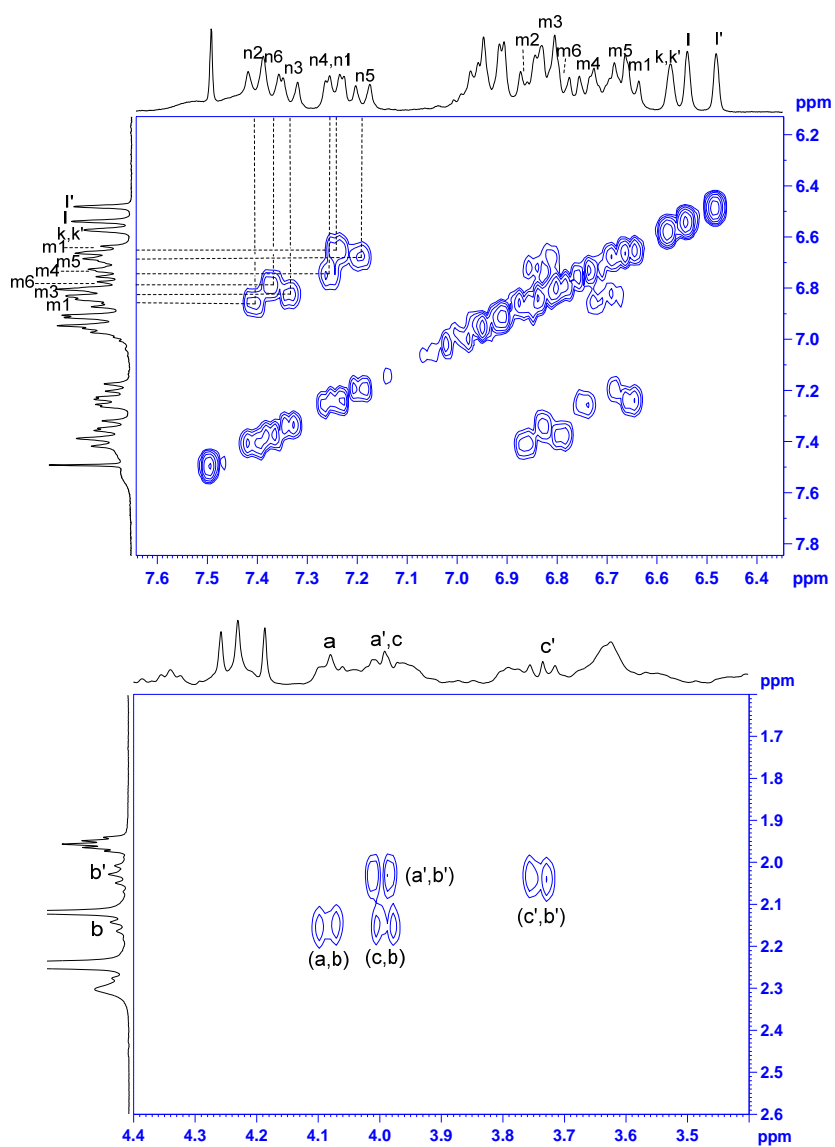 m3
l
l'
n2
n6
n4,n1
m2
m6
m5
k,k'
n3
m4
m1
n5
ppm
6.2
6.4
6.6
6.8
7.0
7.2
7.4
7.6
7.8
l'
l
k,k'
m1
m5
m4
m6
m3
m1
7.6 7.5 7.4 7.3 7.2 7.1 7.0 6.9 6.8 6.7 6.6 6.5 6.4
ppm
a
a',c
c'
ppm
1.7
1.8
1.9
2.0
2.1
2.2
2.3
2.4
2.5
2.6
b'
b
(a',b')
(c',b')
(a,b)
(c,b)
4.4 4.3 4.2 4.1 4.0 3.9 3.8 3.7 3.6 3.5
ppm